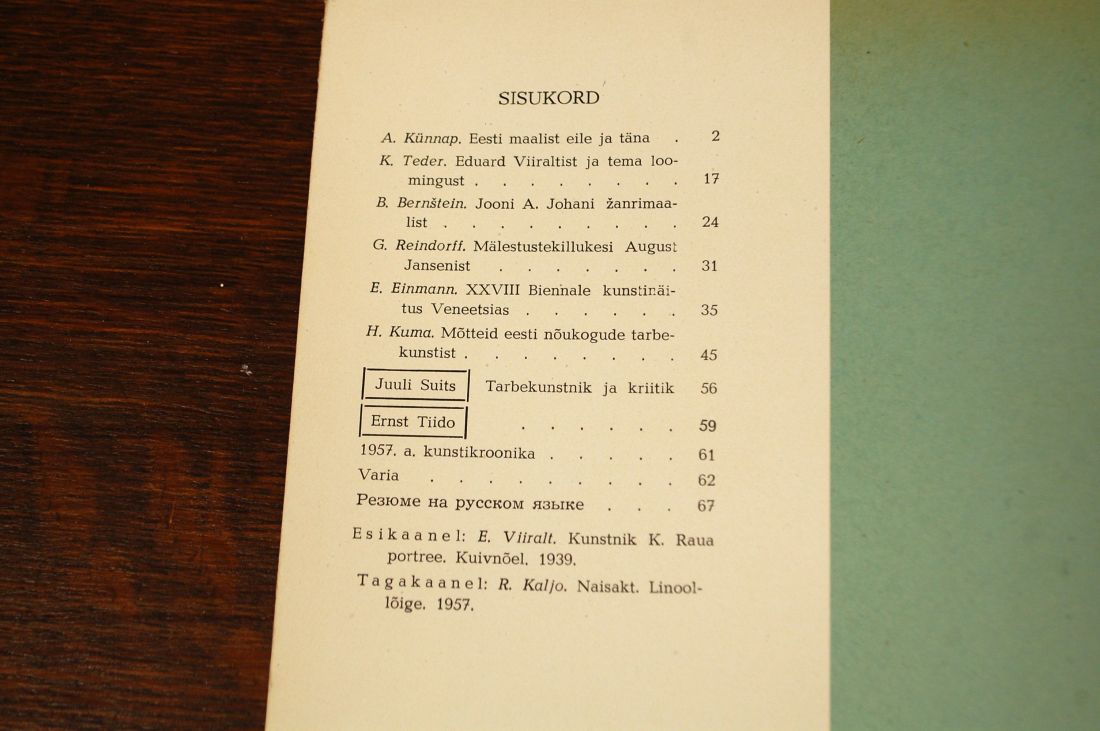 SISUKORD
A. Künnap. Eesti maalist eile ja täna . 2
K. Teder. Eduard Viiraltist ja tema loo-
mingust . . . . . . . . 17
B. Bernštein. Jooni A. Johani žanrimaa-
list . . . . . . . . . 24
G. Reindorff. Mälestustekillukesi August
Jansenist . . . . . . . 31
E. Einmann. XXVIII Biennale kunstinäi-
tus Veneetsias . . . . . . 35
H. Kuma. Mõtteid eesti nõukogude tarbe-
kunstist . . . . . . . . 45
Juuli Suits Tarbekunstnik ja kriitik 56
Ernst Tiido . . . . . . 59
1957. a. kunstikroonika . . . . . 61
Varia . . . . . . . . . 62
Резюме на русском языке . . . 67
Esikaanel: E. Viiralt. Kunstnik K. Raua
portree. Kuivnõel. 1939.
Tagakaanel: R. Kaljo. Naisakt. Linool-
lõige. 1957.